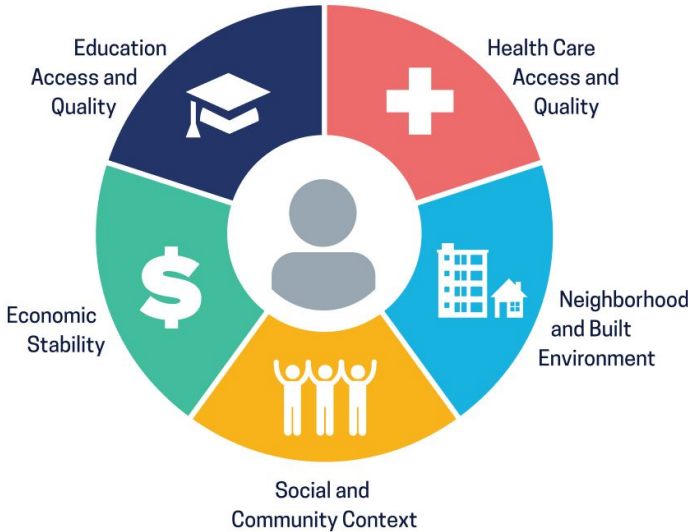 Education
Access and
Quality
Health Care
Access and
Quality
$
Economic
Stability
Neighborhood
and Built
Environment
Social and
Community Context